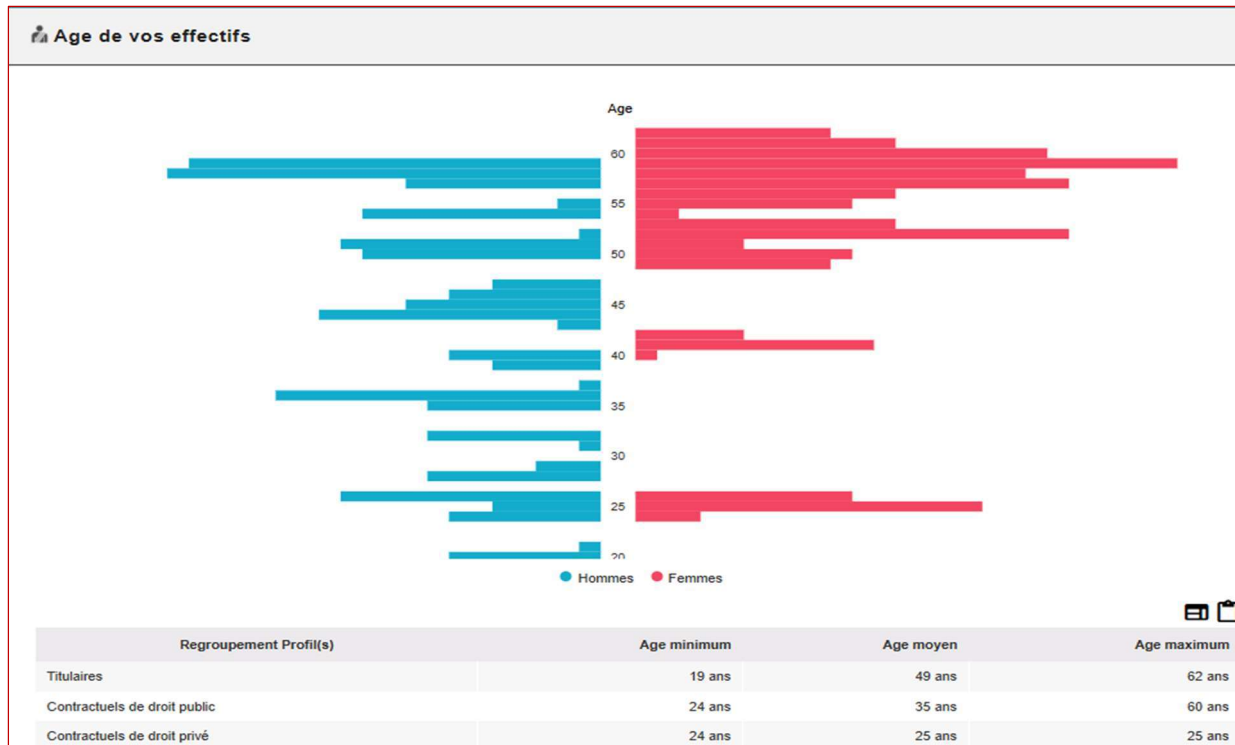 Age de vos effectifs
Age
60
55
50
45
40
35
30
25
20
Hommes Femmes
Regroupement Profil(s) Age minimum Age moyen Age maximum
Titulaires 19 ans 49 ans 62 ans
Contractuels de droit public 24 ans 35 ans 60 ans
Contractuels de droit privé 24 ans 25 ans 25 ans